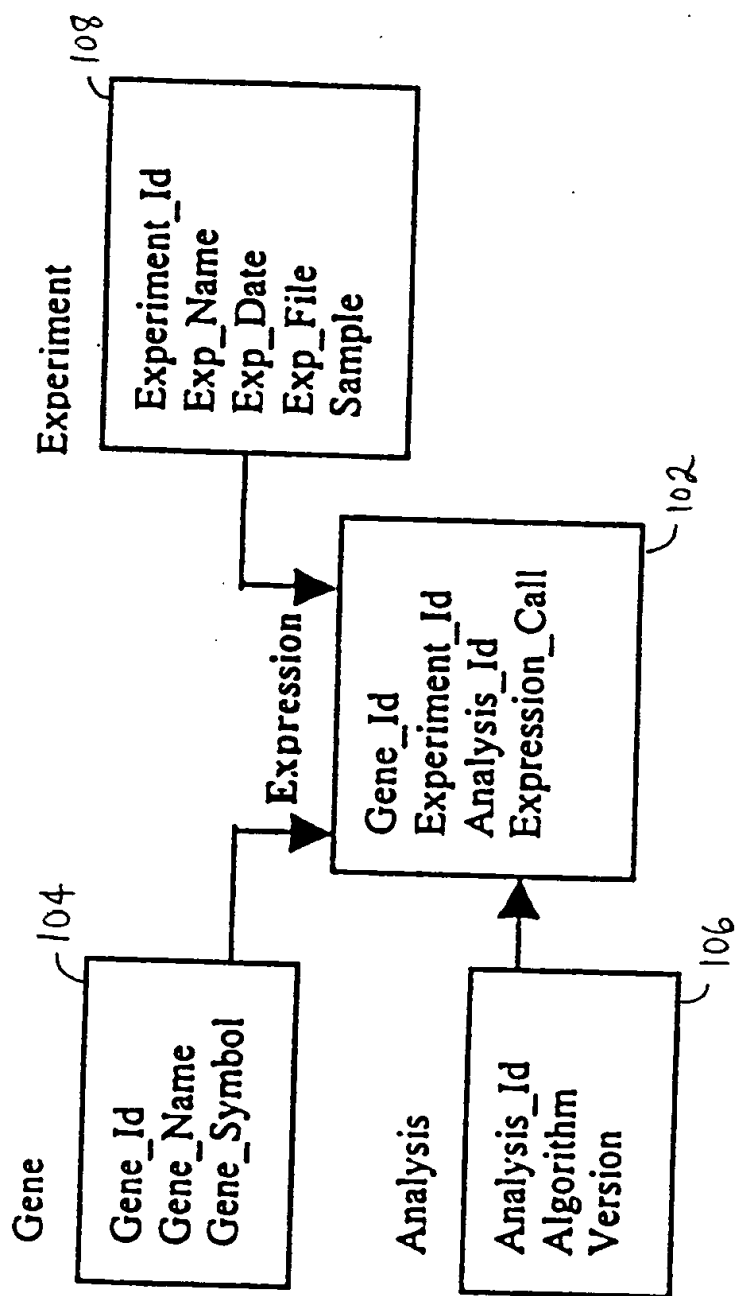 Gene
104
Gene_Id
Gene_Name
Gene_Symbol
Experiment
108
Experiment_Id
Exp_Name
Exp_Date
Exp_File
Sample
Expression
Gene_Id
Experiment_Id
Analysis_Id
Expression_Call
102
Analysis
Analysis_Id
Algorithm
Version
106